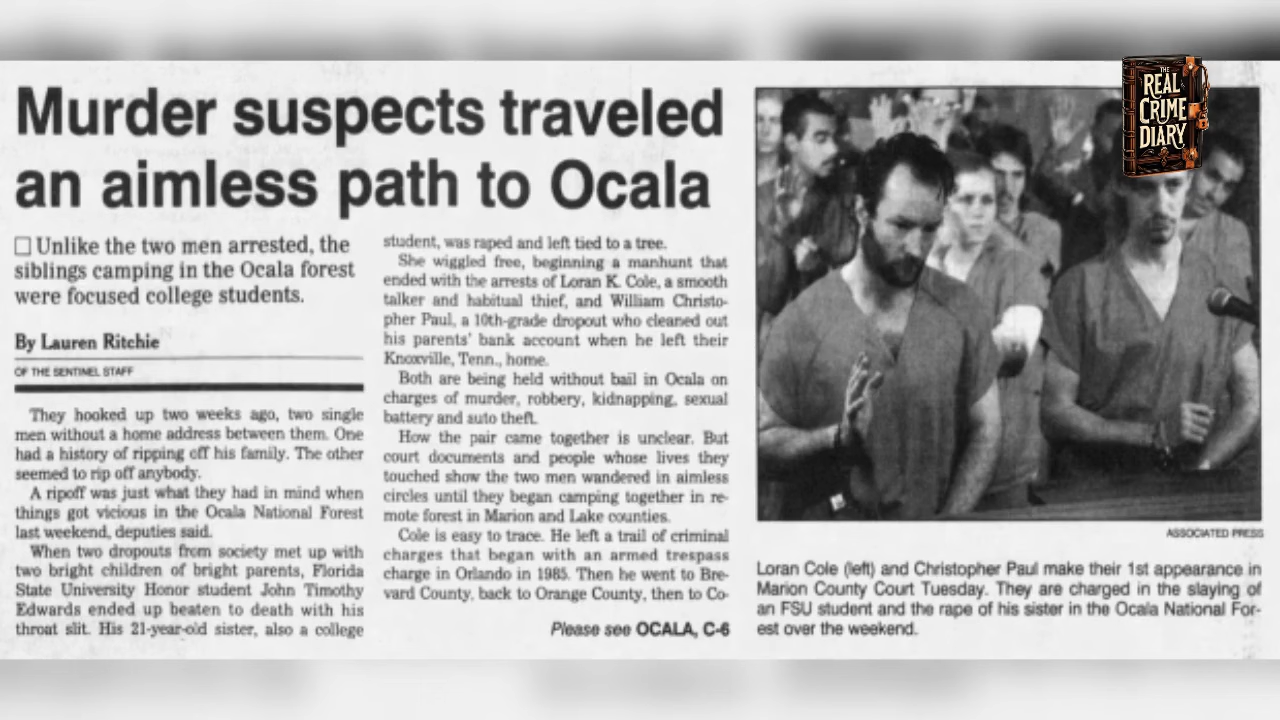 Murder suspects traveled
an aimless path to Ocala
☐ Unlike the two men arrested, the
siblings camping in the Ocala forest
were focused college students.
By Lauren Ritchie
OF THE SENTINEL STAFF
They hooked up two weeks ago, two single
men without a home address between them. One
had a history of ripping off his family. The other
seemed to rip off anybody.
A ripoff was just what they had in mind when
things got vicious in the Ocala National Forest
last weekend, deputies said.
When two dropouts from society met up with
two bright children of bright parents, Florida
State University Honor student John Timothy
Edwards ended up beaten to death with his
throat slit. His 21-year-old sister, also a college
student, was raped and left tied to a tree.
She wiggled free, beginning a manhunt that
ended with the arrests of Loran K. Cole, a smooth
talker and habitual thief, and William Christo-
pher Paul, a 10th-grade dropout who cleaned out
his parents' bank account when he left their
Knoxville, Tenn., home.
Both are being held without bail in Ocala on
charges of murder, robbery, kidnapping, sexual
battery and auto theft.
How the pair came together is unclear. But
court documents and people whose lives they
touched show the two men wandered in aimless
circles until they began camping together in re-
mote forest in Marion and Lake counties.
Cole is easy to trace. He left a trail of criminal
charges that began with an armed trespass
charge in Orlando in 1985. Then he went to Bre-
vard County, back to Orange County, then to Co-
Please see OCALA, C-6
THE
REAL
CRIME
DIARY
ASSOCIATED PRESS
Loran Cole (left) and Christopher Paul make their 1st appearance in
Marion County Court Tuesday. They are charged in the slaying of
an FSU student and the rape of his sister in the Ocala National For-
est over the weekend.